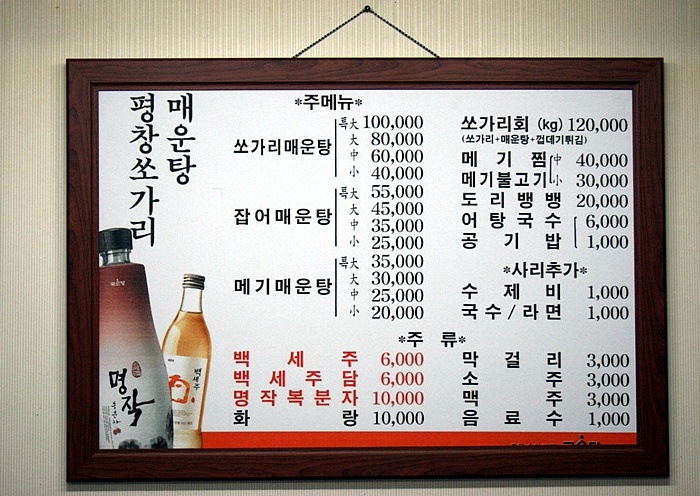 평창쏘가리
매운탕
*주메뉴*
쏘가리매운탕
특大 100,000
大 80,000
中 60,000
小 40,000
잡어매운탕
특大 55,000
大 45,000
中 35,000
小 25,000
메기매운탕
특大 35,000
大 30,000
中 25,000
小 20,000
쏘가리회 (kg) 120,000
(쏘가리+매운탕+껍데기튀김)
메기찜 中 40,000
메기불고기 小 30,000
도리뱅뱅 20,000
어탕국수 6,000
공기밥 1,000
*사리추가*
수제비 1,000
국수/라면 1,000
*주 류*
백세주 6,000
백세주담 6,000
명작복분자 10,000
화랑 10,000
막걸리 3,000
소주 3,000
맥주 3,000
음료수 1,000
명작
복분자
백세주